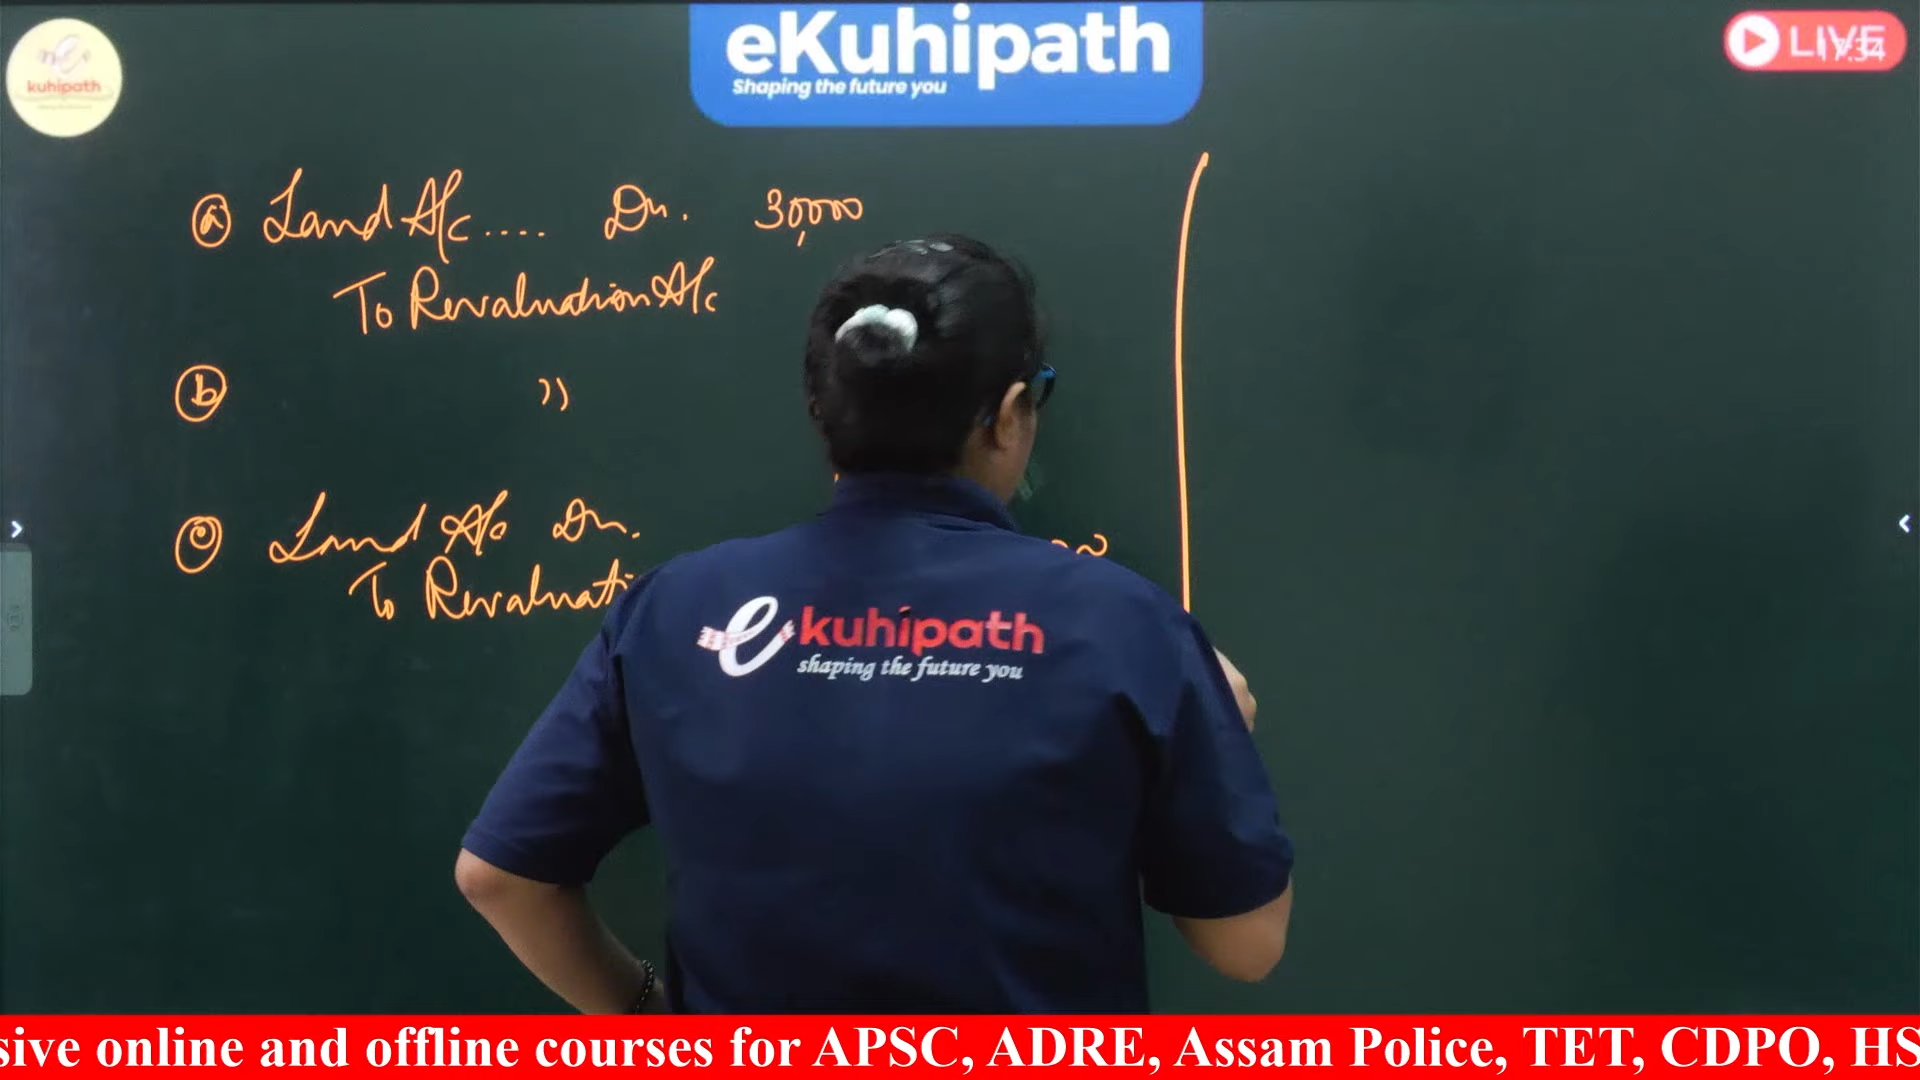 eKuhipath
Shaping the future you
kuhipath
LIVE
ⓐ Land A/c .... Dr. 30,000
To Revaluation A/c
ⓑ ”
ⓒ Land A/c Dr.
To Revaluati
kuhipath
shaping the future you
sive online and offline courses for APSC, ADRE, Assam Police, TET, CDPO, HS